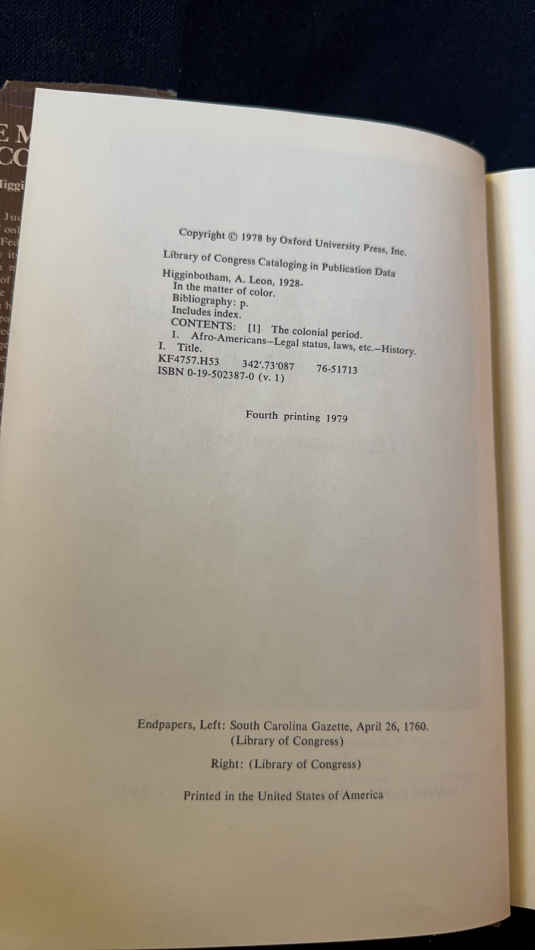 Copyright © 1978 by Oxford University Press, Inc.
Library of Congress Cataloging in Publication Data
Higginbotham, A. Leon, 1928-
In the matter of color.
Bibliography: p.
Includes index.
CONTENTS: [1] The colonial period.
1. Afro-Americans—Legal status, laws, etc.—History.
I. Title.
KF4757.H53 342'.73'087 76-51713
ISBN 0-19-502387-0 (v. 1)
Fourth printing 1979
Endpapers, Left: South Carolina Gazette, April 26, 1760.
(Library of Congress)
Right: (Library of Congress)
Printed in the United States of America